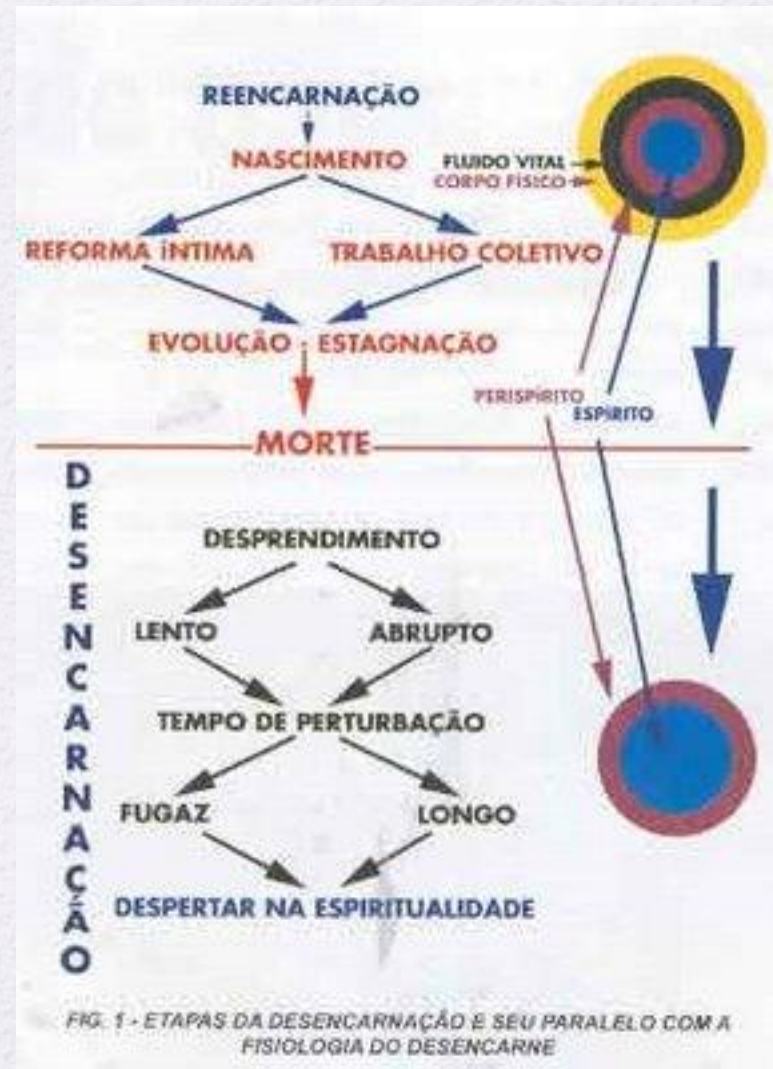 REENCARNAÇÃO
NASCIMENTO
FLUIDO VITAL
CORPO FÍSICO
REFORMA ÍNTIMA
TRABALHO COLETIVO
EVOLUÇÃO - ESTAGNAÇÃO
PERISPÍRITO
ESPÍRITO
MORTE
DESENCARNAÇÃO
DESPRENDIMENTO
LENTO
ABRUPTO
TEMPO DE PERTURBAÇÃO
FUGAZ
LONGO
DESPERTAR NA ESPIRITUALIDADE
FIG. 1 - ETAPAS DA DESENCARNAÇÃO E SEU PARALELO COM A
FISIOLOGIA DO DESENCARNE